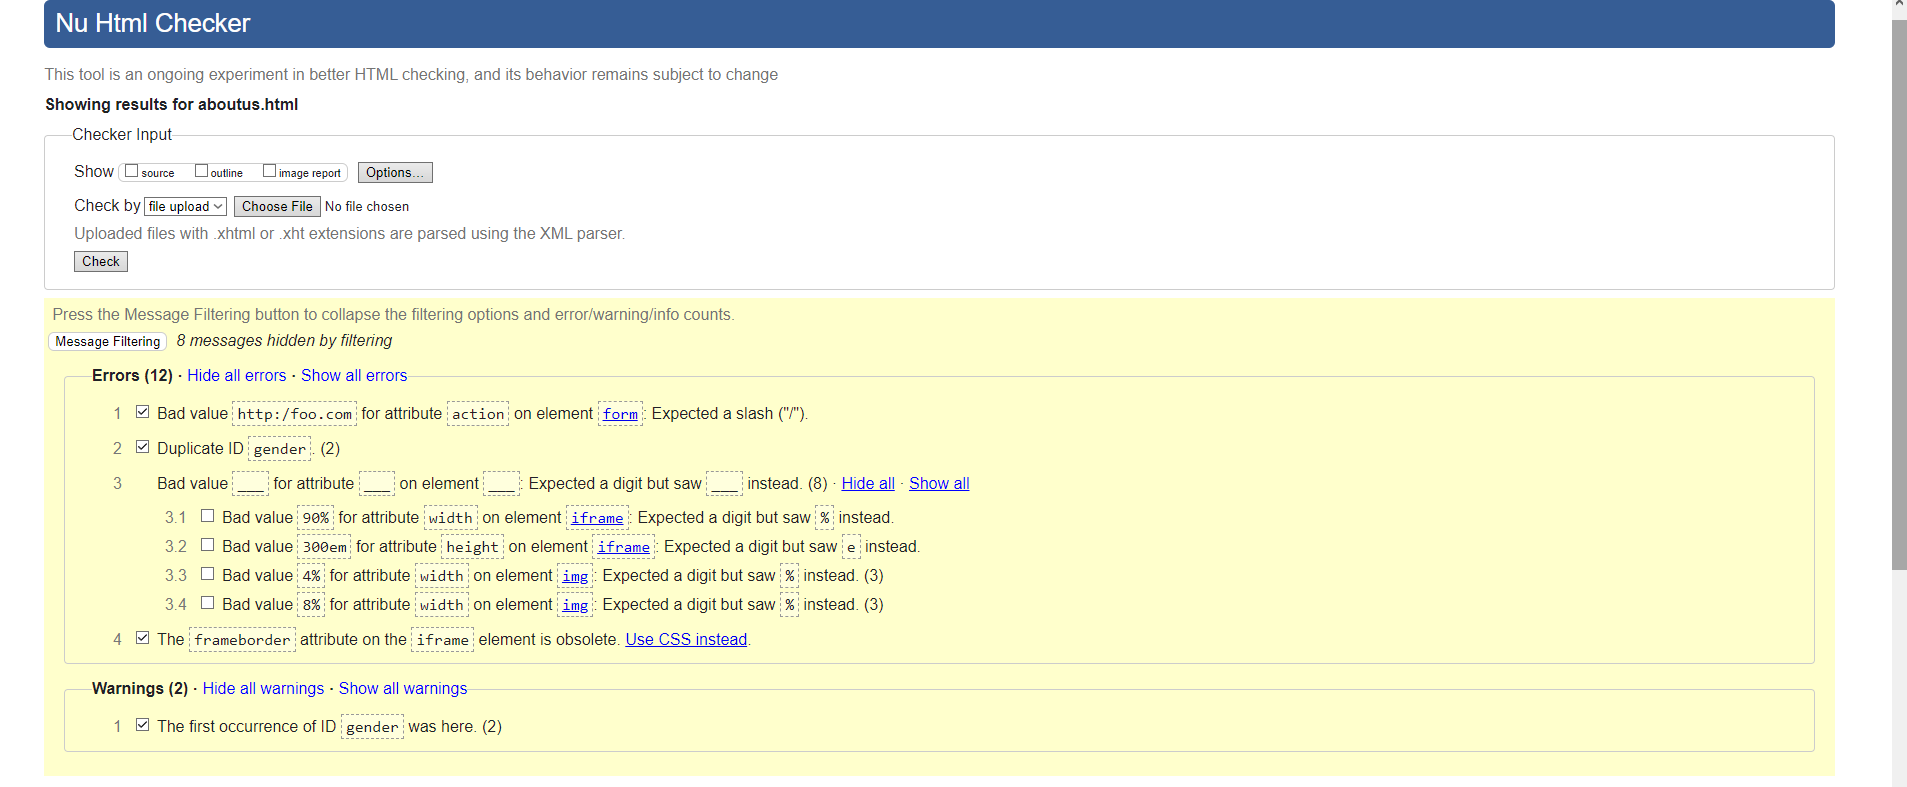 Nu Html Checker
This tool is an ongoing experiment in better HTML checking, and its behavior remains subject to change
Showing results for aboutus.html
Checker Input
Show source outline image report Options...
Check by file upload Choose File No file chosen
Uploaded files with .xhtml or .xht extensions are parsed using the XML parser.
Check
Press the Message Filtering button to collapse the filtering options and error/warning/info counts.
Message Filtering 8 messages hidden by filtering
Errors (12) · Hide all errors · Show all errors
1 Bad value http:/foo.com for attribute action on element form: Expected a slash ("/").
2 Duplicate ID gender. (2)
3 Bad value ___ for attribute ___ on element ___: Expected a digit but saw ___ instead. (8) · Hide all · Show all
3.1 Bad value 90% for attribute width on element iframe: Expected a digit but saw % instead.
3.2 Bad value 300em for attribute height on element iframe: Expected a digit but saw e instead.
3.3 Bad value 4% for attribute width on element img: Expected a digit but saw % instead. (3)
3.4 Bad value 8% for attribute width on element img: Expected a digit but saw % instead. (3)
4 The frameborder attribute on the iframe element is obsolete. Use CSS instead.
Warnings (2) · Hide all warnings · Show all warnings
1 The first occurrence of ID gender was here. (2)